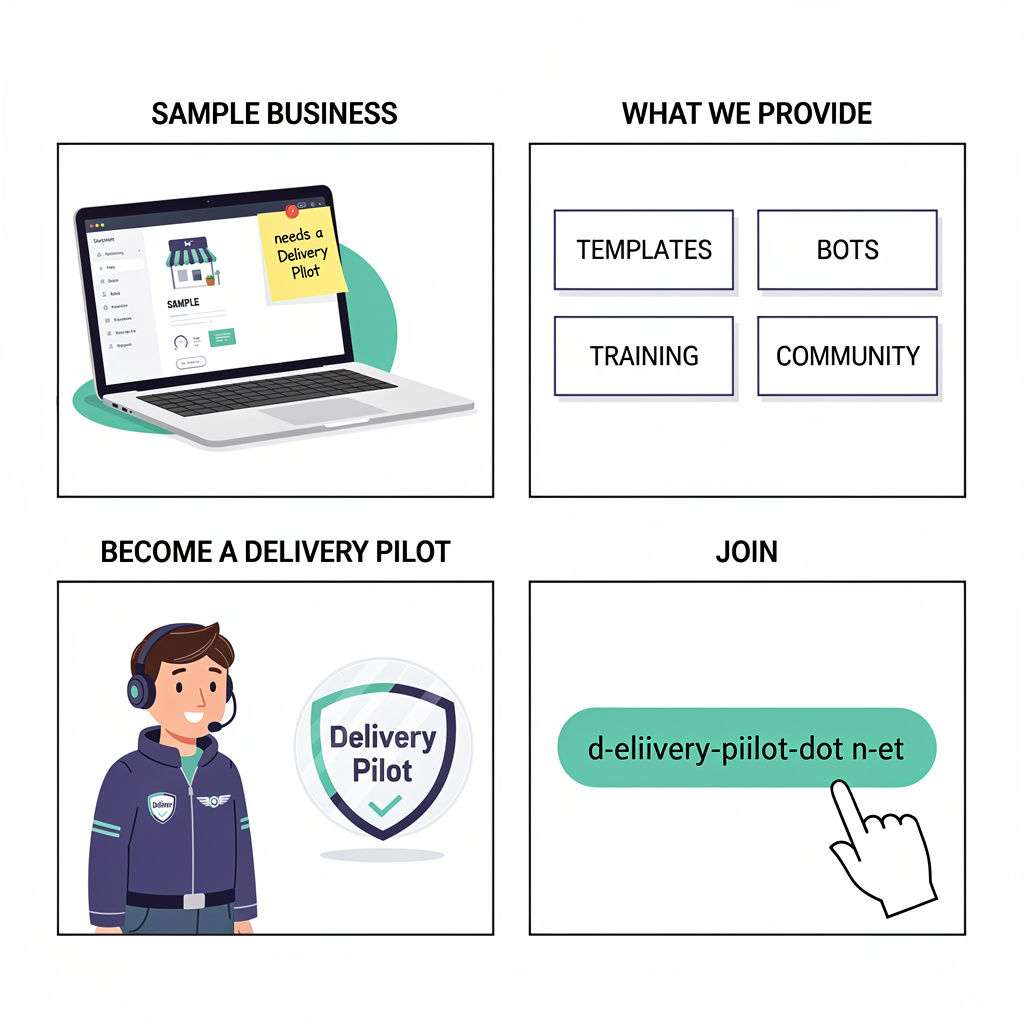 SAMPLE BUSINESS
WHAT WE PROVIDE
needs a
Delivery
PIlot
SAMPLE
TEMPLATES
BOTS
TRAINING
COMMUNITY
BECOME A DELIVERY PILOT
JOIN
Delivery
Pilot
d-eliivery-piilot-dot n-et